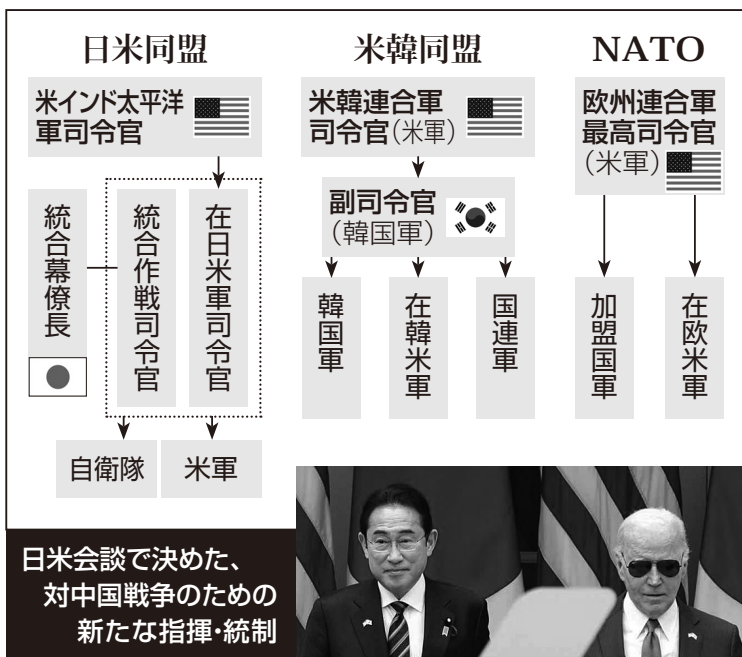 日米同盟
米インド太平洋
軍司令官
統合幕僚長
統合作戦司令官
在日米軍司令官
自衛隊
米軍
米韓同盟
米韓連合軍
司令官(米軍)
副司令官
(韓国軍)
韓国軍
在韓米軍
国連軍
NATO
欧州連合軍
最高司令官
(米軍)
加盟国軍
在欧米軍
日米会談で決めた、
対中国戦争のための
新たな指揮・統制